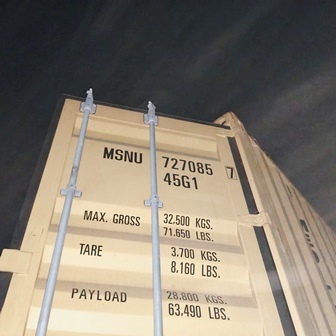 MSNU 727085 7
45G1
MAX. GROSS 32.500 KGS.
71.650 LBS.
TARE 3.700 KGS.
8.160 LBS.
PAYLOAD 28.800 KGS.
63.490 LBS.